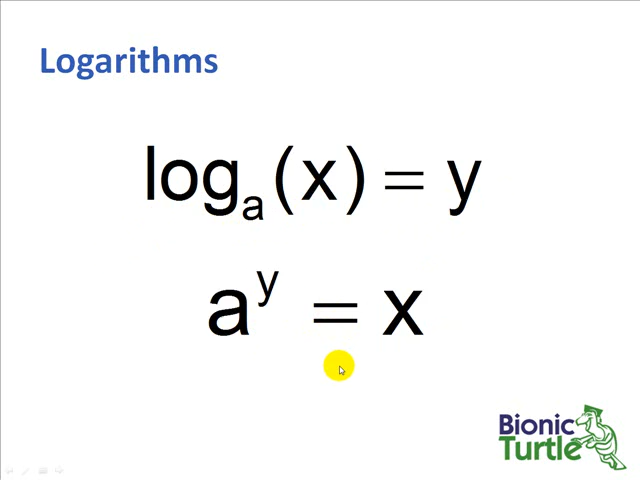 Logarithms
logₐ(x) = y
aʸ = x
Bionic
Turtle